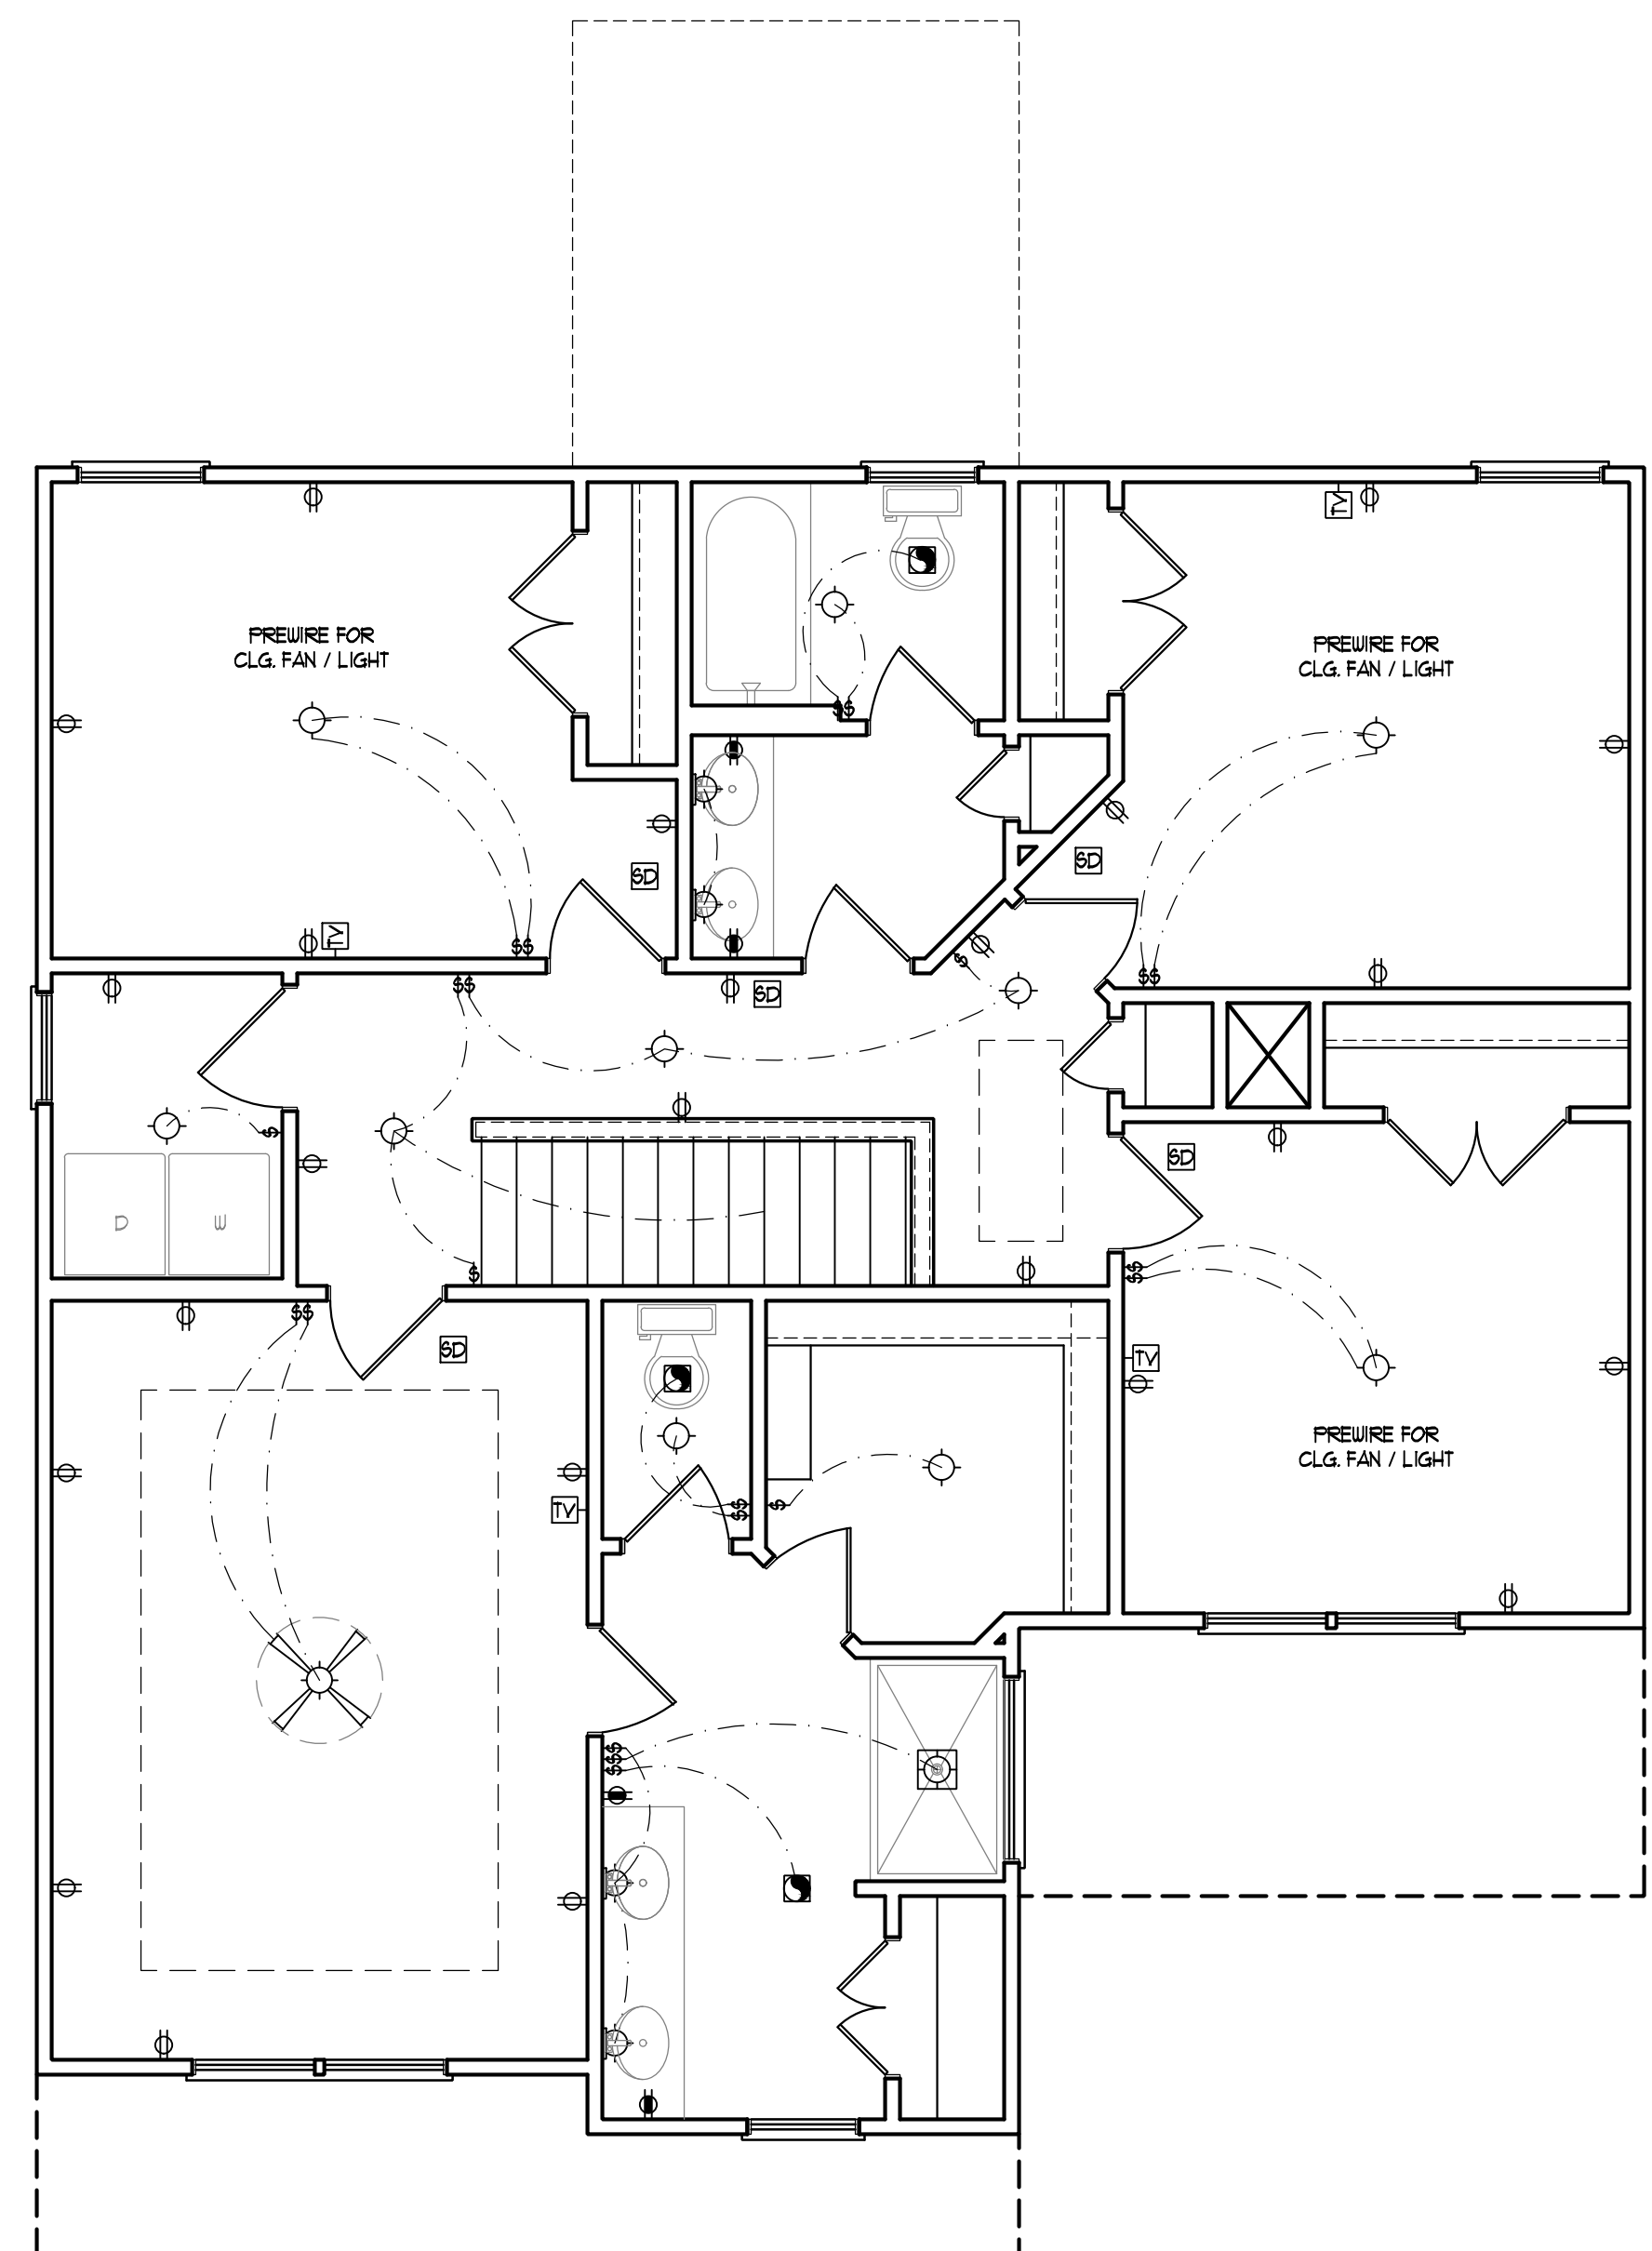 TV
PREWIRE FOR
CLG. FAN / LIGHT
PREWIRE FOR
CLG. FAN / LIGHT
$$
SD
SD
TV
$$
$
$$
$$
SD
$
SD
D
W
$
$$
$$
SD
TV
PREWIRE FOR
CLG. FAN / LIGHT
TV
$$
$
$$$